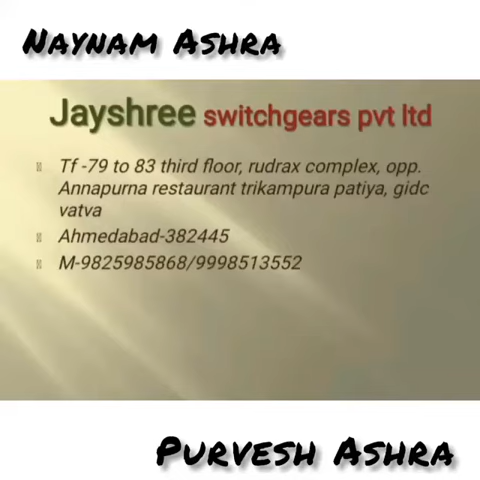 Naynam Ashra
Jayshree switchgears pvt ltd
Tf -79 to 83 third floor, rudrax complex, opp.
Annapurna restaurant trikampura patiya, gidc
vatva
Ahmedabad-382445
M-9825985868/9998513552
Purvesh Ashra